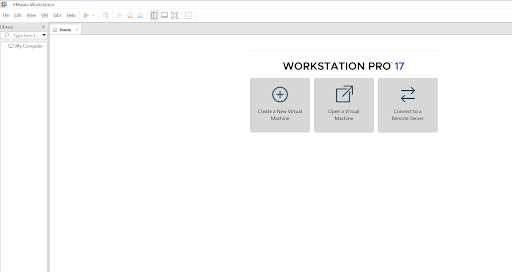 VMware Workstation
File Edit View VM Tabs Help
Library
Type here t...
Home
My Computer
WORKSTATION PRO™ 17
Create a New Virtual
Machine
Open a Virtual
Machine
Connect to a
Remote Server